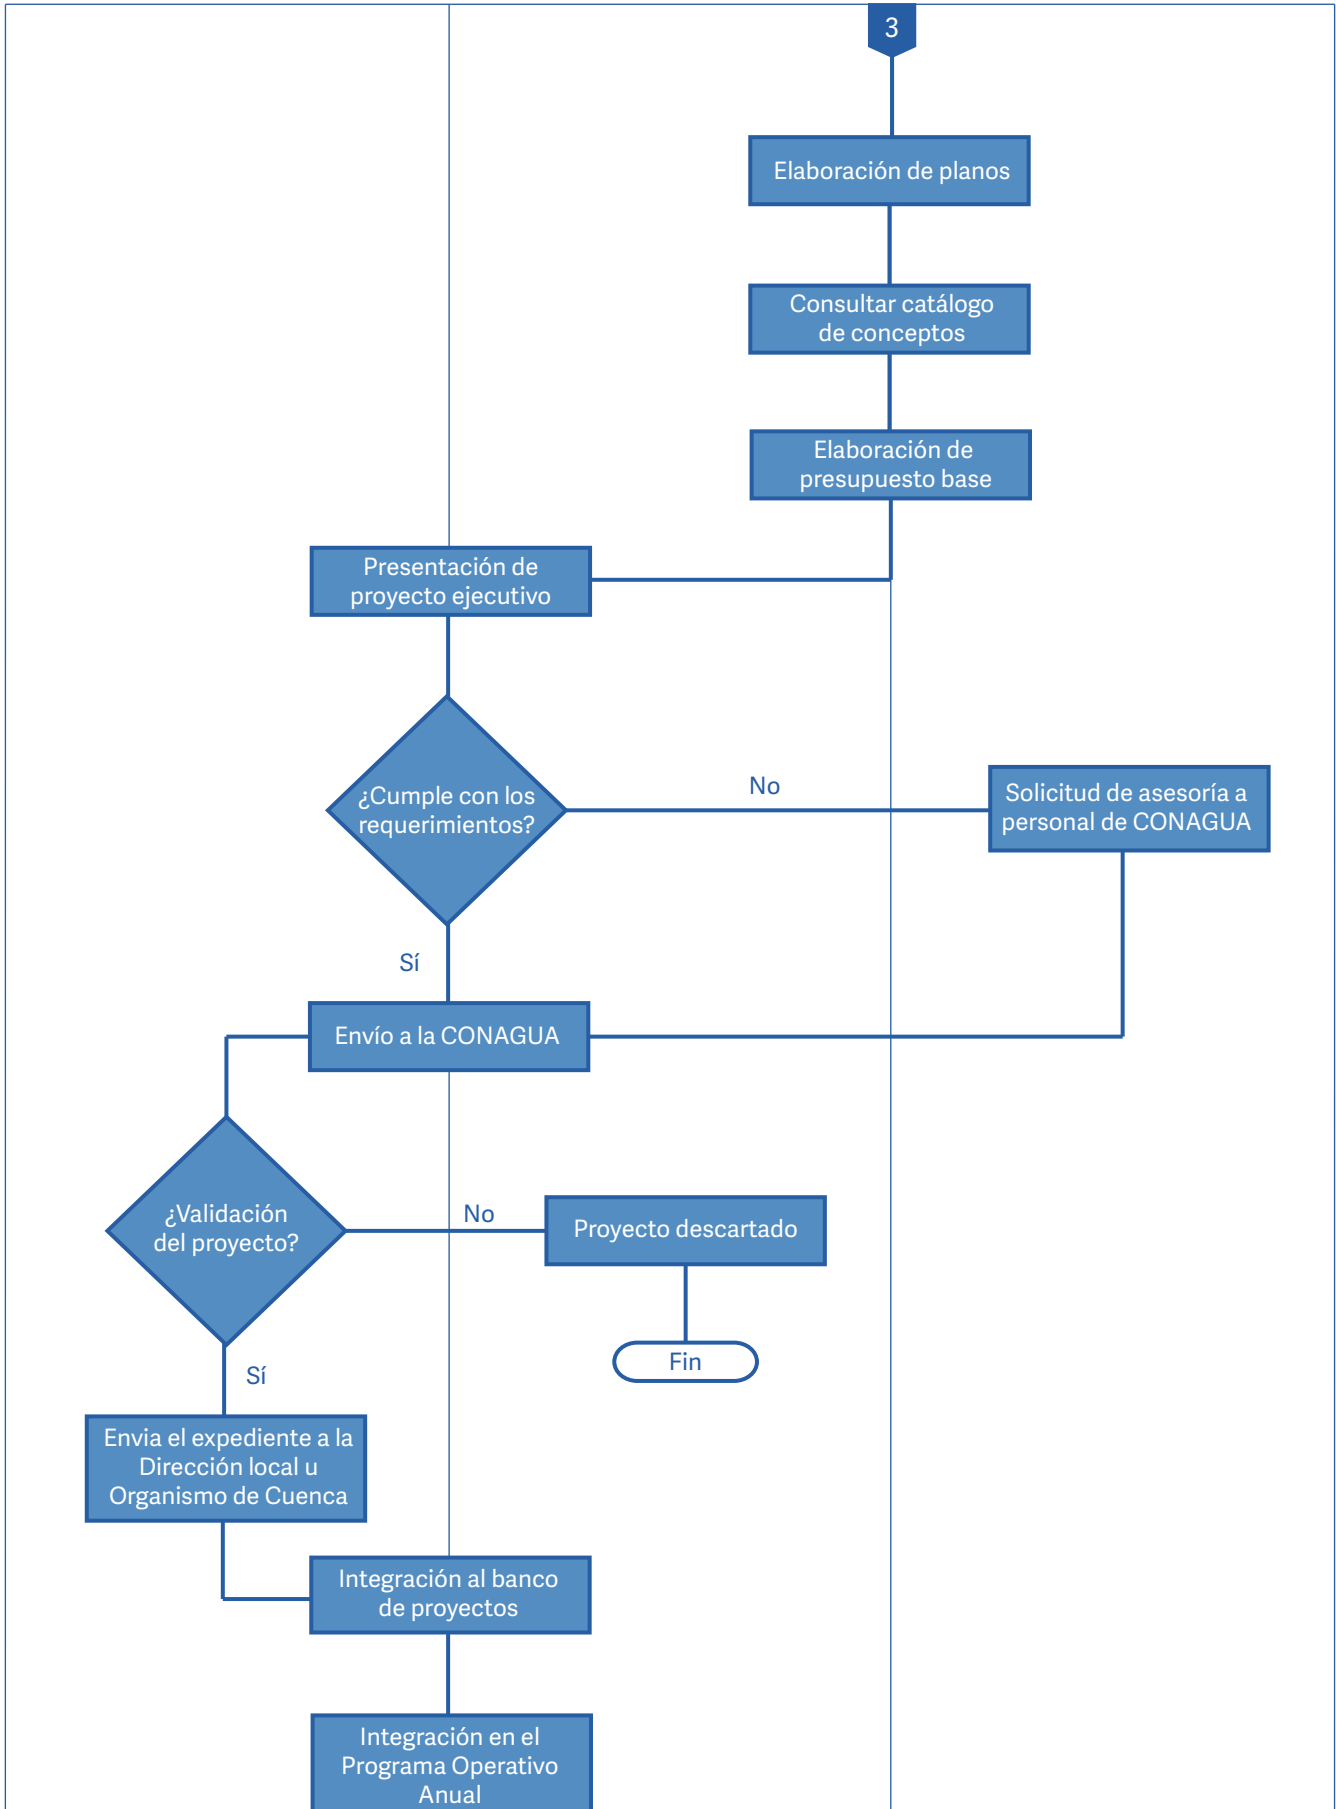 3
Elaboración de planos
Consultar catálogo
de conceptos
Elaboración de
presupuesto base
Presentación de
proyecto ejecutivo
¿Cumple con los
requerimientos?
No
Solicitud de asesoría a
personal de CONAGUA
Sí
Envío a la CONAGUA
¿Validación
del proyecto?
No
Proyecto descartado
Fin
Sí
Envia el expediente a la
Dirección local u
Organismo de Cuenca
Integración al banco
de proyectos
Integración en el
Programa Operativo
Anual